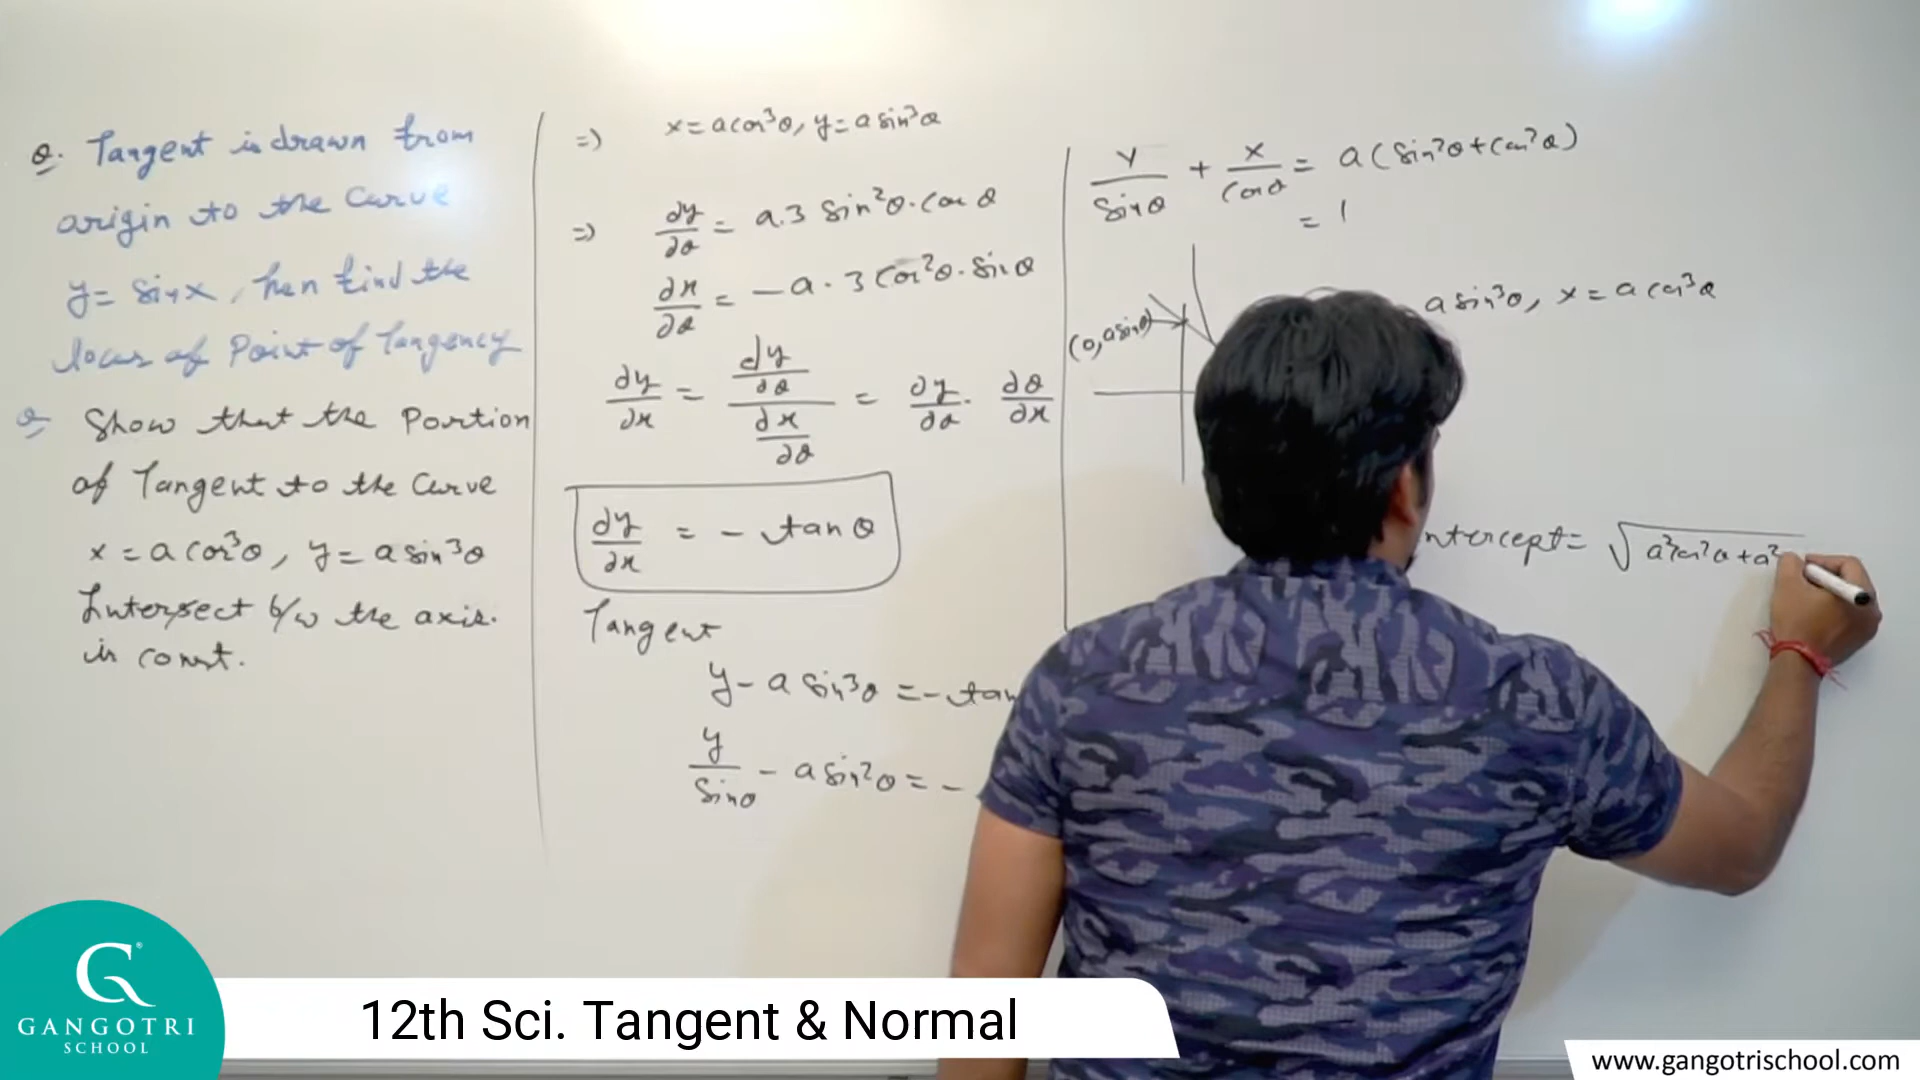 Q. Tangent is drawn from
origin to the curve
y = sin x, then find the
locus of Point of Tangency
Q Show that the Portion
of Tangent to the curve
x = a cos³θ, y = a sin³θ
Intersect b/w the axis.
is const.
=) x = a cos³θ, y = a sin³θ
=) dy/dθ = a.3 sin²θ.cos θ
dx/dθ = -a.3 cos²θ.sin θ
dy/dx = (dy/dθ)/(dx/dθ) = dy/dθ . dθ/dx
dy/dx = - tan θ
Tangent
y - a sin³θ = - tan
y/sinθ - a sin²θ = -
y/sinθ + x/cosθ = a(sin²θ + cos²θ)
= 1
a sin³θ, x = a cos³θ
(0, a sinθ)
ntercept = √a²cos²θ + a²
G®
GANGOTRI
SCHOOL
12th Sci. Tangent & Normal
www.gangotrischool.com